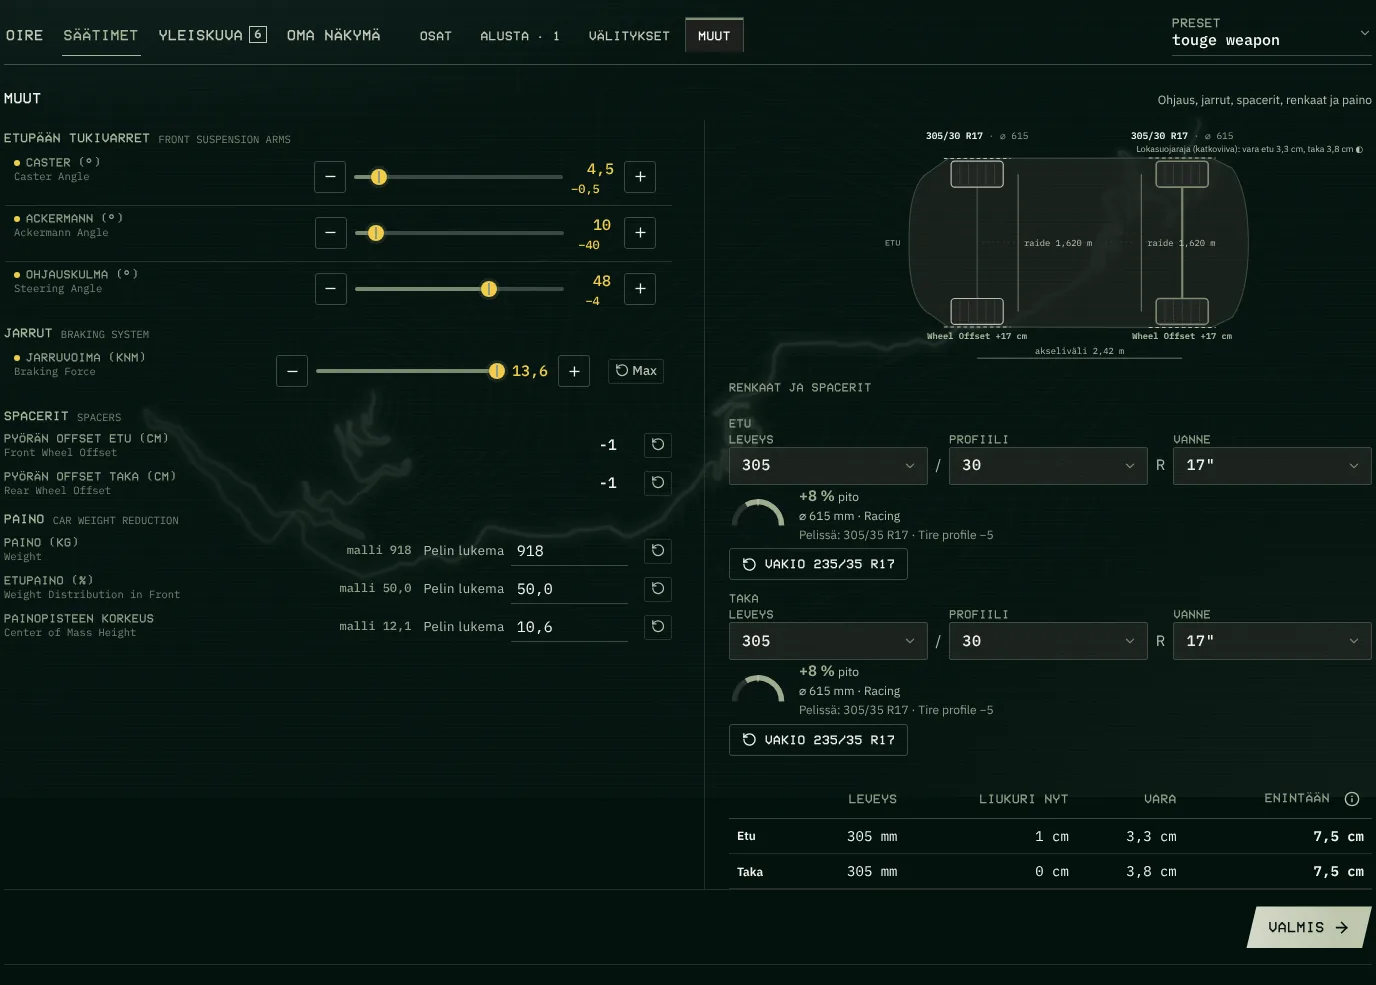 OIRE SÄÄTIMET YLEISKUVA 6 OMA NÄKYMÄ OSAT ALUSTA · 1 VÄLITYKSET MUUT
PRESET
touge weapon
MUUT
Ohjaus, jarrut, spacerit, renkaat ja paino
ETUPÄÄN TUKIVARRET FRONT SUSPENSION ARMS
CASTER (°)
Caster Angle
− 4,5 +
−0,5
ACKERMANN (°)
Ackermann Angle
− 10 +
−40
OHJAUSKULMA (°)
Steering Angle
− 48 +
−4
JARRUT BRAKING SYSTEM
JARRUVOIMA (KNM)
Braking Force
− 13,6 + Max
SPACERIT SPACERS
PYÖRÄN OFFSET ETU (CM)
Front Wheel Offset
-1
PYÖRÄN OFFSET TAKA (CM)
Rear Wheel Offset
-1
PAINO CAR WEIGHT REDUCTION
PAINO (KG)
Weight
malli 918 Pelin lukema 918
ETUPAINO (%)
Weight Distribution in Front
malli 50,0 Pelin lukema 50,0
PAINOPISTEEN KORKEUS
Center of Mass Height
malli 12,1 Pelin lukema 10,6
305/30 R17 · ⌀ 615 305/30 R17 · ⌀ 615
Lokasuojaraja (katkoviiva): vara etu 3,3 cm, taka 3,8 cm
ETU raide 1,620 m raide 1,620 m
Wheel Offset +17 cm Wheel Offset +17 cm
akseliväli 2,42 m
RENKAAT JA SPACERIT
ETU
LEVEYS PROFIILI VANNE
305 / 30 R 17"
+8 % pito
⌀ 615 mm · Racing
Pelissä: 305/35 R17 · Tire profile −5
VAKIO 235/35 R17
TAKA
LEVEYS PROFIILI VANNE
305 / 30 R 17"
+8 % pito
⌀ 615 mm · Racing
Pelissä: 305/35 R17 · Tire profile −5
VAKIO 235/35 R17
LEVEYS LIUKURI NYT VARA ENINTÄÄN
Etu 305 mm 1 cm 3,3 cm 7,5 cm
Taka 305 mm 0 cm 3,8 cm 7,5 cm
VALMIS →